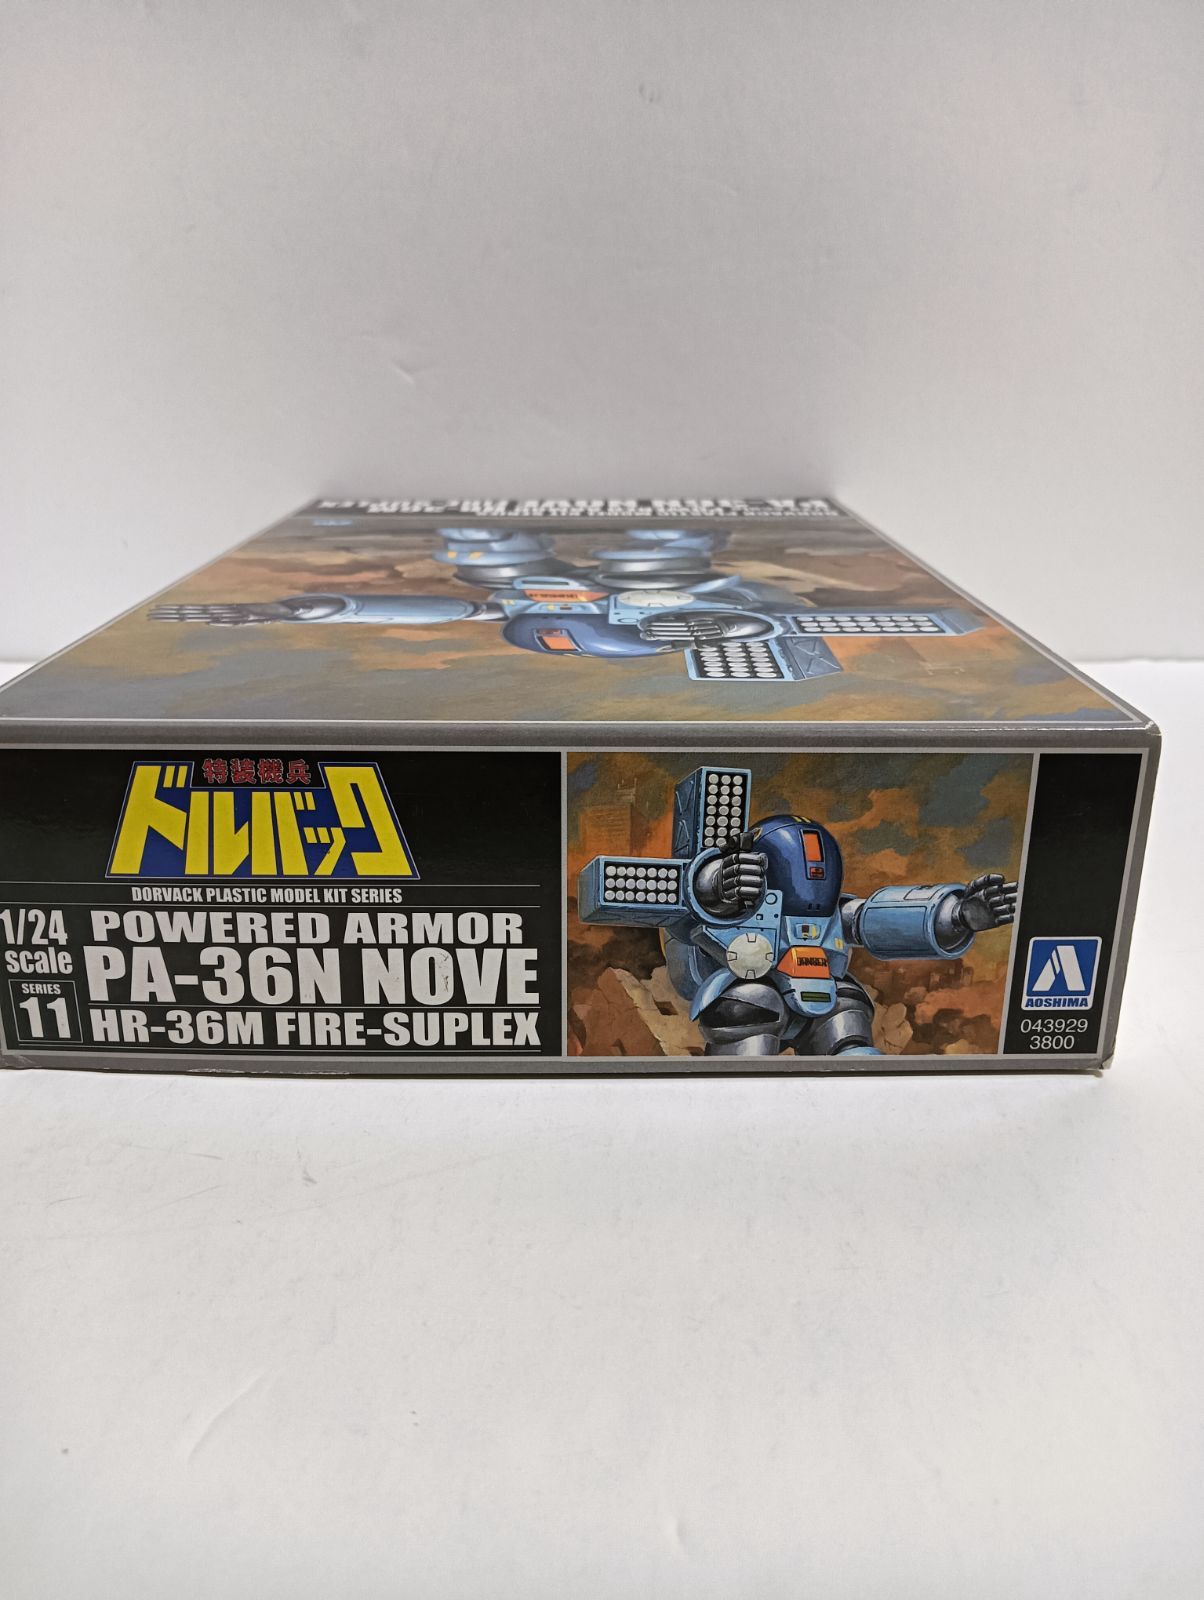 特装機兵
ドルバック
DORVACK PLASTIC MODEL KIT SERIES
1/24 scale
POWERED ARMOR
PA-36N NOVE
SERIES 11
HR-36M FIRE-SUPLEX
AOSHIMA
043929
3800